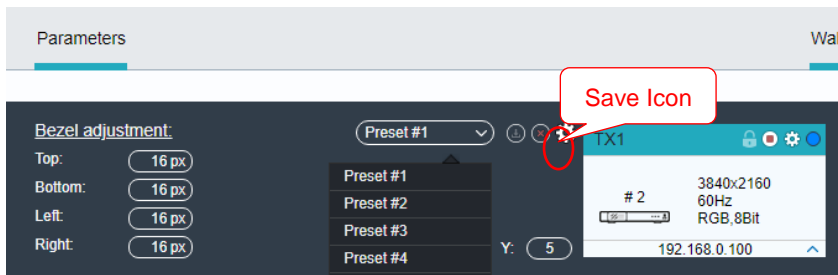 Parameters
Wal
Save Icon
Bezel adjustment:
Preset #1
TX1
Top:
16 px
Bottom:
16 px
Left:
16 px
Right:
16 px
Preset #1
Preset #2
Preset #3
Preset #4
Y:
5
# 2
3840x2160
60Hz
RGB,8Bit
192.168.0.100